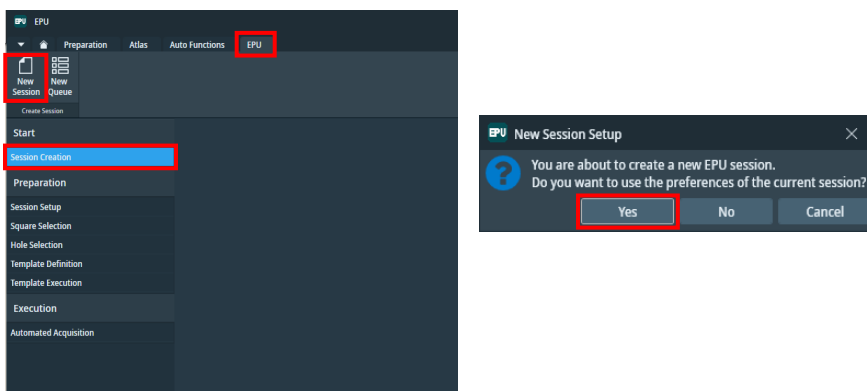 EPU EPU
Preparation Atlas Auto Functions EPU
New Session
New Queue
Create Session
Start
Session Creation
Preparation
Session Setup
Square Selection
Hole Selection
Template Definition
Template Execution
Execution
Automated Acquisition
EPU New Session Setup
You are about to create a new EPU session.
Do you want to use the preferences of the current session?
Yes No Cancel